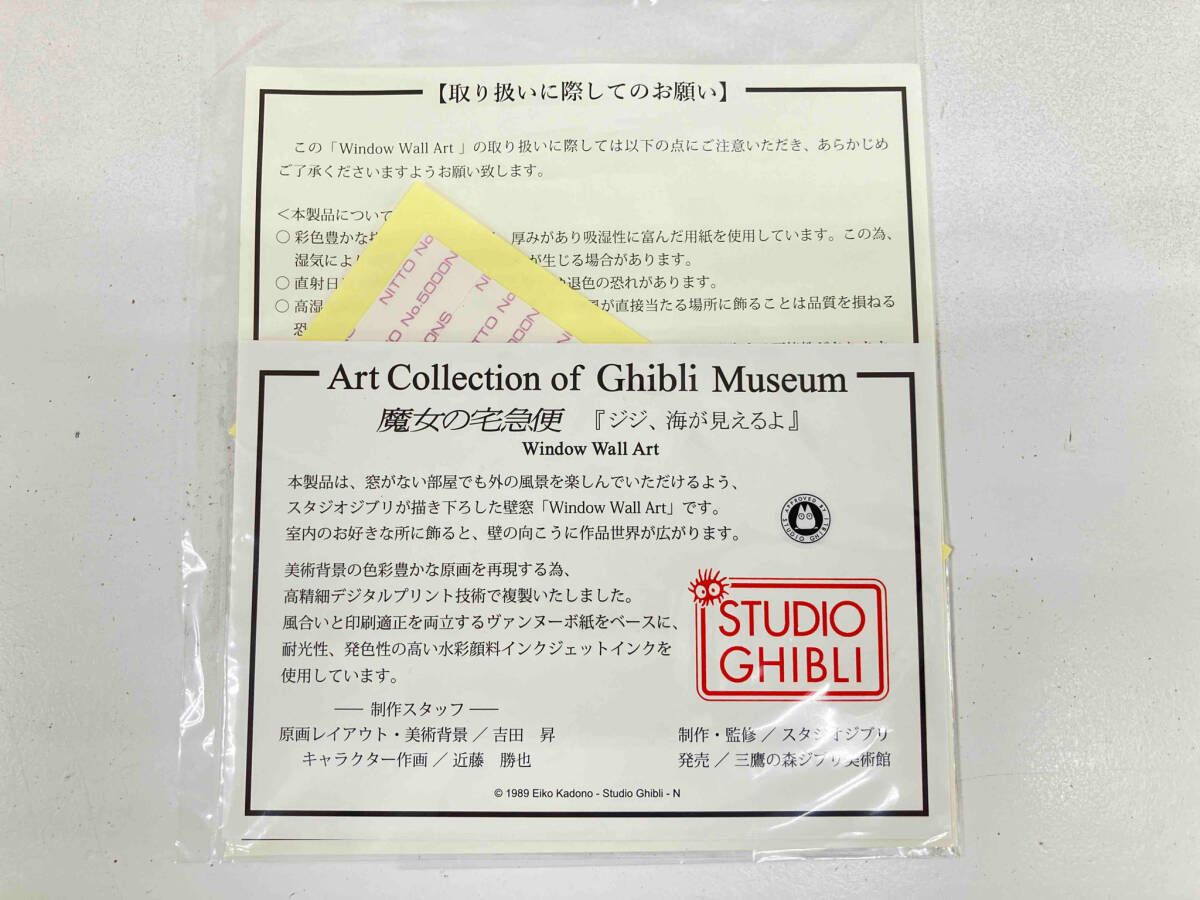 【取り扱いに際してのお願い】
この「Window Wall Art 」の取り扱いに際しては以下の点にご注意いただき、あらかじめ
ご了承くださいますようお願い致します。
＜本製品について
○ 彩色豊かな 厚みがあり吸湿性に富んだ用紙を使用しています。この為、
湿気によ が生じる場合があります。
○ 直射日 退色の恐れがあります。
○ 高湿 が直接当たる場所に飾ることは品質を損ねる
恐
NITTO No
NITTO No.5000N
No.5000NS
Art Collection of Ghibli Museum
魔女の宅急便 『ジジ、海が見えるよ』
Window Wall Art
本製品は、窓がない部屋でも外の風景を楽しんでいただけるよう、
スタジオジブリが描き下ろした壁窓「Window Wall Art」です。
室内のお好きな所に飾ると、壁の向こうに作品世界が広がります。
APPROVED BY STUDIO GHIBLI
美術背景の色彩豊かな原画を再現する為、
高精細デジタルプリント技術で複製いたしました。
風合いと印刷適正を両立するヴァンヌーボ紙をベースに、
耐光性、発色性の高い水彩顔料インクジェットインクを
使用しています。
STUDIO
GHIBLI
── 制作スタッフ ──
原画レイアウト・美術背景／吉田　昇
キャラクター作画／近藤　勝也
制作・監修／スタジオジブリ
発売／三鷹の森ジブリ美術館
© 1989 Eiko Kadono - Studio Ghibli - N